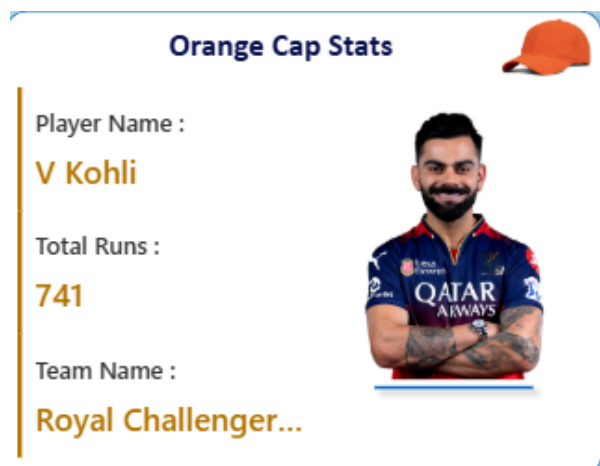 Orange Cap Stats
Player Name :
V Kohli
Total Runs :
741
Team Name :
Royal Challenger...
QATAR
AIRWAYS